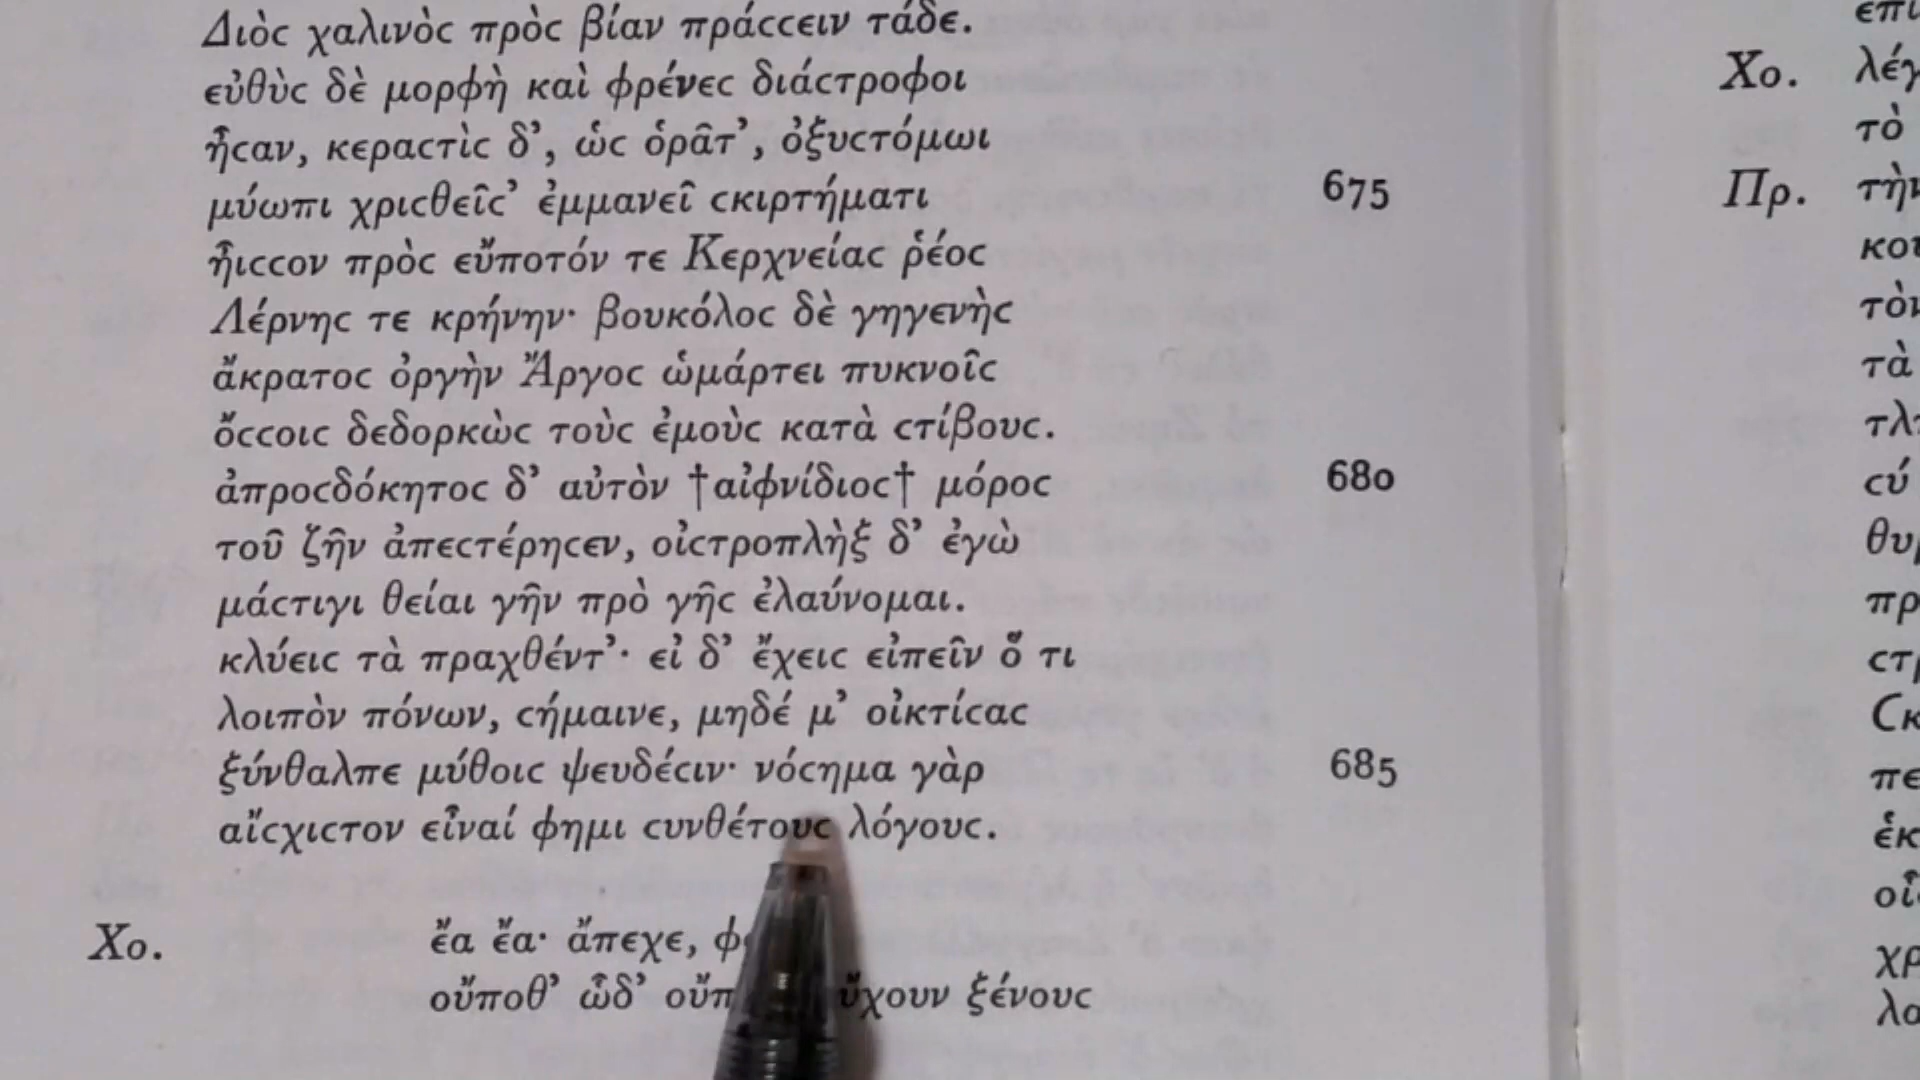 Διὸς χαλινὸς πρὸς βίαν πράσσειν τάδε.
εὐθὺς δὲ μορφὴ καὶ φρένες διάστροφοι
ἦσαν, κεραστὶς δ’, ὡς ὁρᾶτ’, ὀξυστόμωι
μύωπι χρισθεῖσ’ ἐμμανεῖ σκιρτήματι 675
ἦισσον πρὸς εὔποτόν τε Κερχνείας ῥέος
Λέρνης τε κρήνην· βουκόλος δὲ γηγενὴς
ἄκρατος ὀργὴν Ἄργος ὡμάρτει πυκνοῖς
ὄσσοις δεδορκὼς τοὺς ἐμοὺς κατὰ στίβους.
ἀπροσδόκητος δ’ αὐτὸν †αἰφνίδιος† μόρος 680
τοῦ ζῆν ἀπεστέρησεν, οἰστροπλὴξ δ’ ἐγὼ
μάστιγι θείαι γῆν πρὸ γῆς ἐλαύνομαι.
κλύεις τὰ πραχθέντ’· εἰ δ’ ἔχεις εἰπεῖν ὅ τι
λοιπὸν πόνων, σήμαινε, μηδέ μ’ οἰκτίσας
ξύνθαλπε μύθοις ψευδέσιν· νόσημα γὰρ 685
αἴσχιστον εἶναί φημι συνθέτους λόγους.
Χο. ἔα ἔα· ἄπεχε,
οὔποθ’ ὧδ’ ξένους
Χο.
τὸ
Πρ.
τὰ
σύ